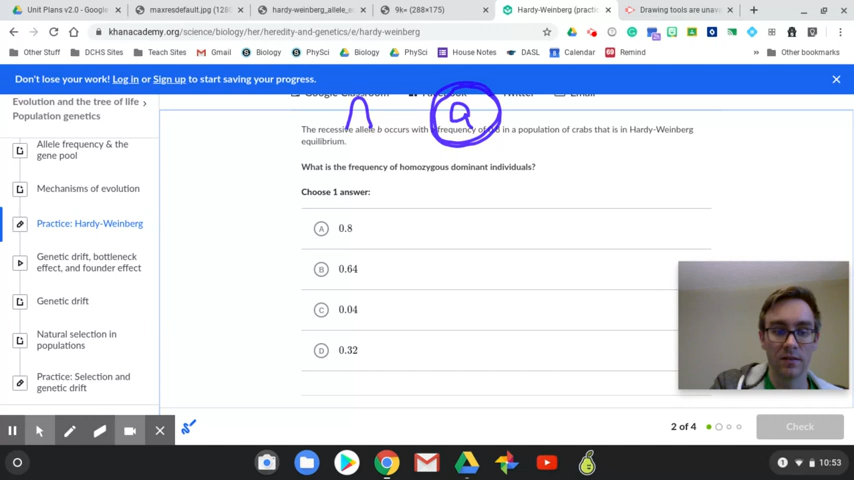 Unit Plans v2.0 - Google
maxresdefault.jpg (1280
hardy-weinberg_allele_e
9k= (288×175)
Hardy-Weinberg (practic
Drawing tools are unava
khanacademy.org/science/biology/her/heredity-and-genetics/e/hardy-weinberg
Other Stuff
DCHS Sites
Teach Sites
Gmail
Biology
PhySci
Biology
PhySci
House Notes
DASL
Calendar
Remind
Other bookmarks
Don't lose your work! Log in or Sign up to start saving your progress.
Evolution and the tree of life
Population genetics
Allele frequency & the
gene pool
Mechanisms of evolution
Practice: Hardy-Weinberg
Genetic drift, bottleneck
effect, and founder effect
Genetic drift
Natural selection in
populations
Practice: Selection and
genetic drift
Google Classroom
Facebook
Twitter
Email
The recessive allele b occurs with a frequency of in a population of crabs that is in Hardy-Weinberg
equilibrium.
What is the frequency of homozygous dominant individuals?
Choose 1 answer:
A 0.8
B 0.64
C 0.04
D 0.32
2 of 4
Check
1
10:53